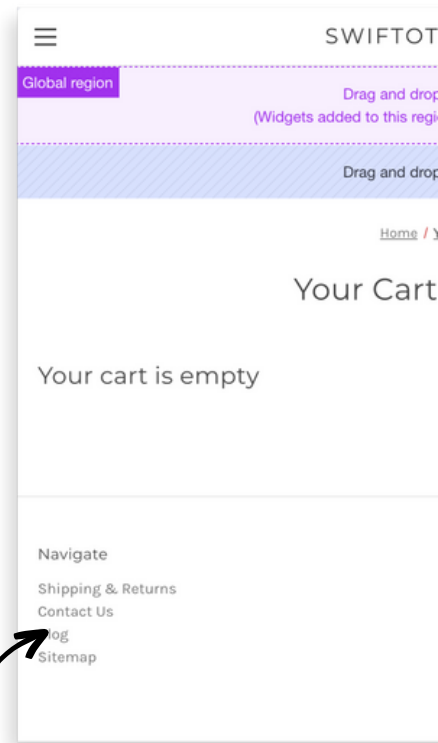 SWIFTOT
Global region
Drag and drop
(Widgets added to this regi
Drag and drop
Home / Y
Your Cart
Your cart is empty
Navigate
Shipping & Returns
Contact Us
log
Sitemap